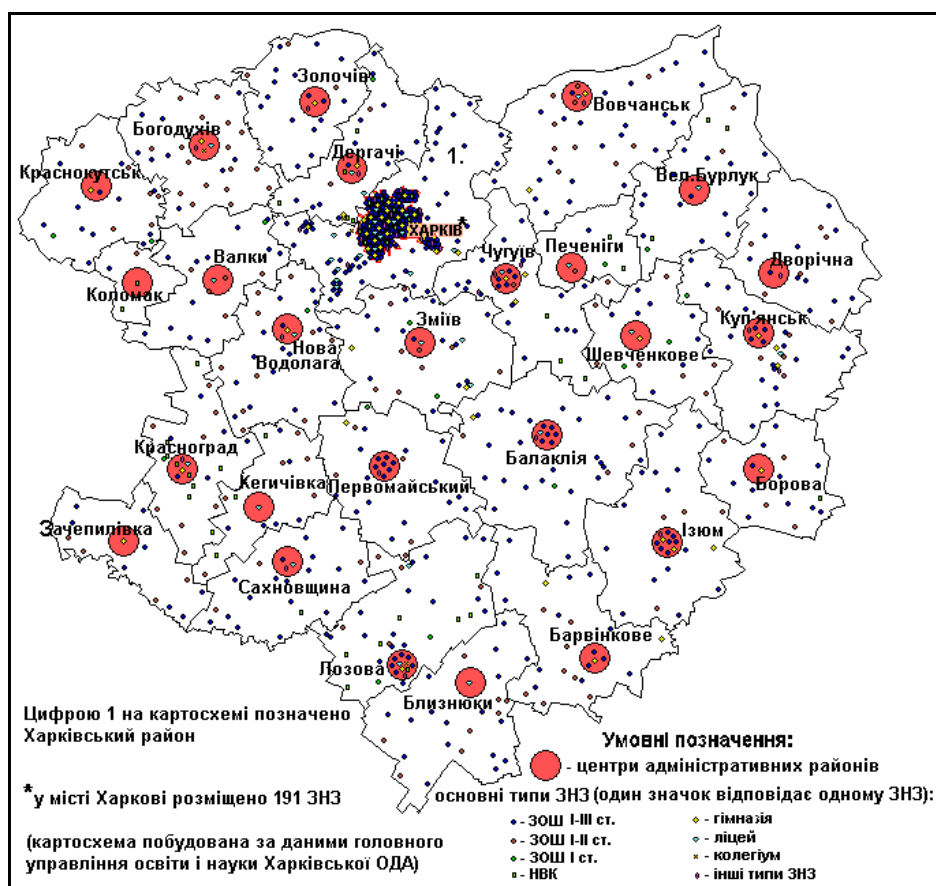 Золочів
Вовчанськ
Богодухів
Дергачі
1.
Краснокутськ
Вел.Бурлук
ХАРКІВ*
Чугуїв
Печеніги
Валки
Дворічна
Коломак
Зміїв
Куп'янськ
Нова
Водолага
Шевченкове
Красноград
Балаклія
Кегичівка
Первомайський
Борова
Зачепилівка
Ізюм
Сахновщина
Барвінкове
Лозова
Близнюки
Цифрою 1 на картосхемі позначено
Харківський район
*у місті Харкові розміщено 191 ЗНЗ
(картосхема побудована за даними головного
управління освіти і науки Харківської ОДА)
Умовні позначення:
- центри адміністративних районів
основні типи ЗНЗ (один значок відповідає одному ЗНЗ):
- ЗОШ І-ІІІ ст.
- ЗОШ І-ІІ ст.
- ЗОШ І ст.
- НВК
- гімназія
- ліцей
- колегіум
- інші типи ЗНЗ